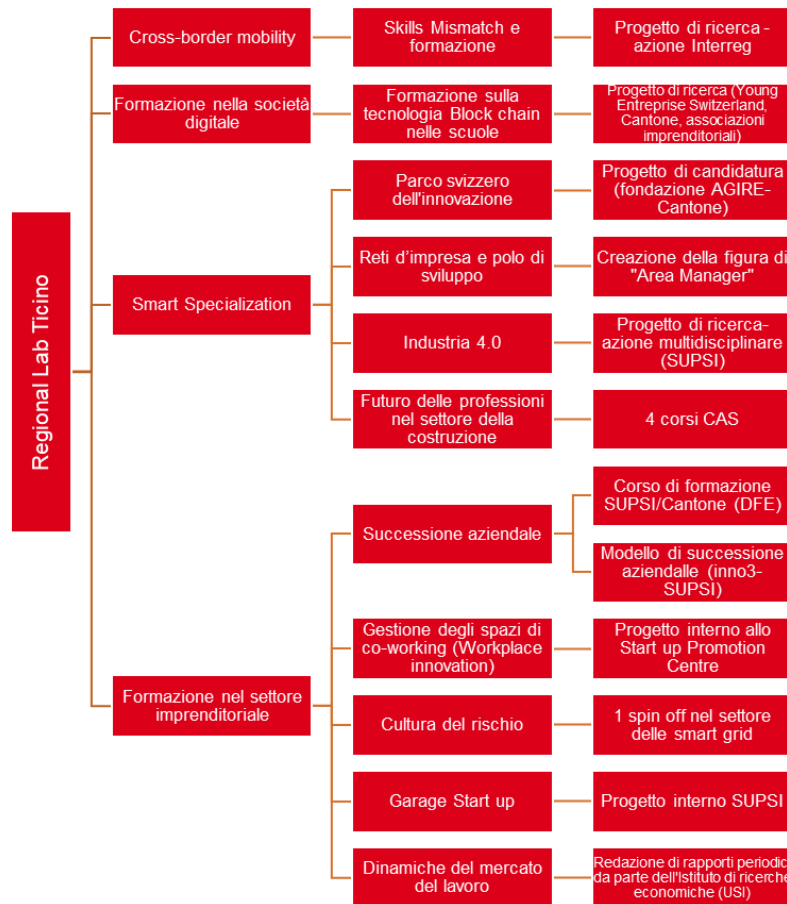 Regional Lab Ticino
Cross-border mobility
Skills Mismatch e
formazione
Progetto di ricerca -
azione Interreg
Formazione nella società
digitale
Formazione sulla
tecnologia Block chain
nelle scuole
Progetto di ricerca (Young
Entreprise Switzerland,
Cantone, associazioni
imprenditoriali)
Smart Specialization
Parco svizzero
dell'innovazione
Progetto di candidatura
(fondazione AGIRE-
Cantone)
Reti d'impresa e polo di
sviluppo
Creazione della figura di
"Area Manager"
Industria 4.0
Progetto di ricerca-
azione multidisciplinare
(SUPSI)
Futuro delle professioni
nel settore della
costruzione
4 corsi CAS
Formazione nel settore
imprenditoriale
Successione aziendale
Corso di formazione
SUPSI/Cantone (DFE)
Modello di successione
aziendalle (inno3-
SUPSI)
Gestione degli spazi di
co-working (Workplace
innovation)
Progetto interno allo
Start up Promotion
Centre
Cultura del rischio
1 spin off nel settore
delle smart grid
Garage Start up
Progetto interno SUPSI
Dinamiche del mercato
del lavoro
Redazione di rapporti periodic
da parte dell'Istituto di ricerche
economiche (USI)